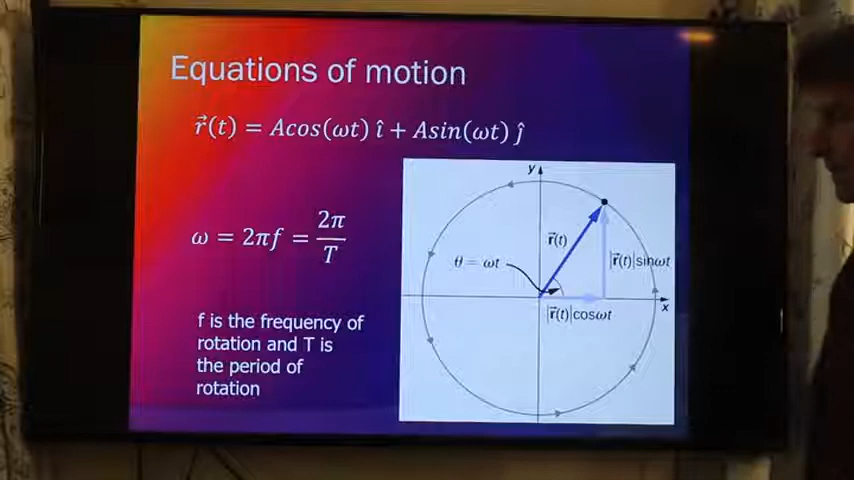 Equations of motion
r⃗(t) = Acos(ωt) î + Asin(ωt) ĵ
ω = 2πf = 2π/T
f is the frequency of
rotation and T is
the period of
rotation
y
r⃗(t)
θ = ωt
|r⃗(t)|sinωt
|r⃗(t)|cosωt
x